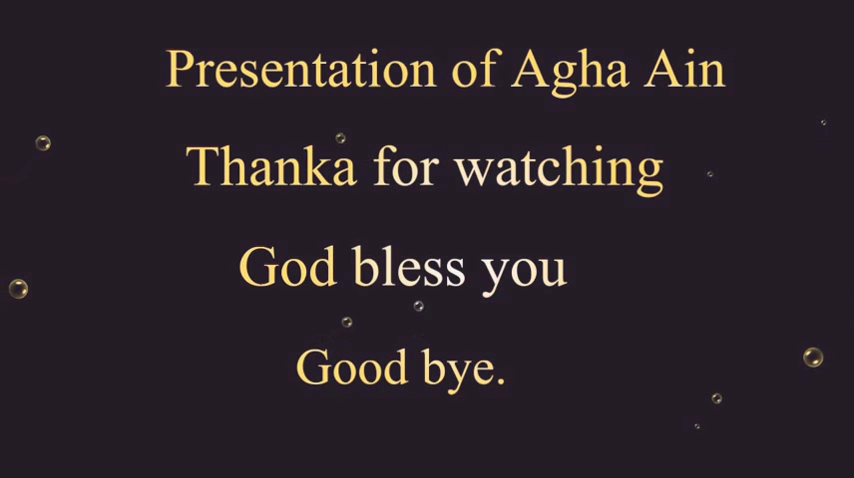 Presentation of Agha Ain
Thanka for watching
God bless you
Good bye.